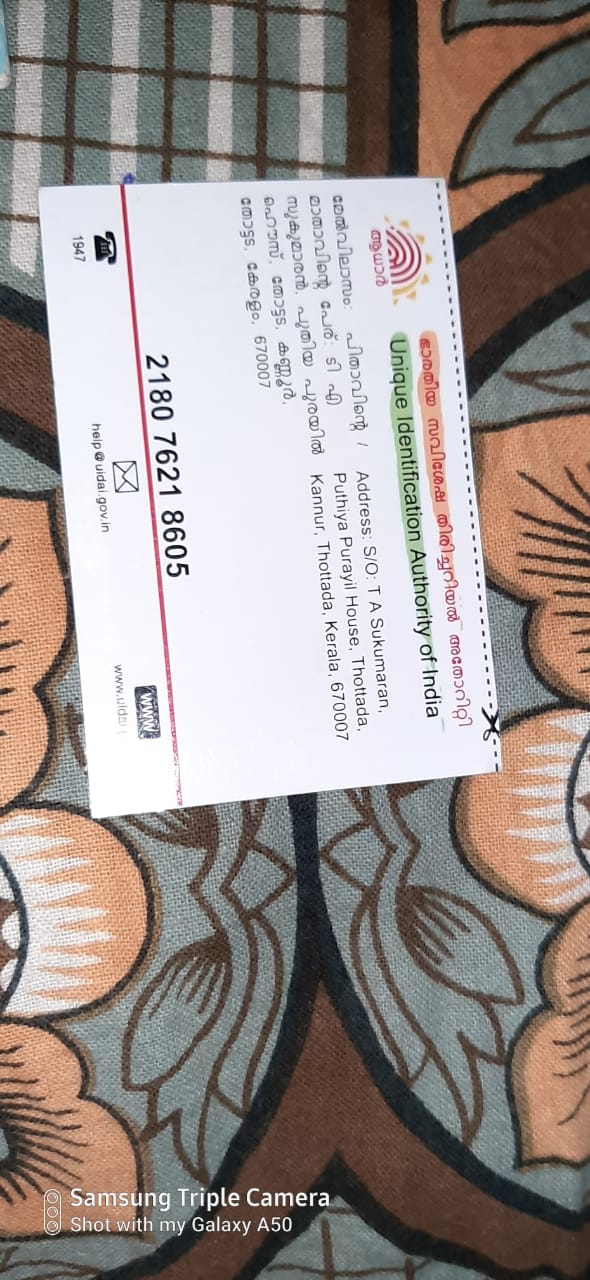 ഭാരതീയ സവിശേഷ തിരിച്ചറിയൽ അതോറിറ്റി
Unique Identification Authority of India
ആധാർ
മേൽവിലാസം: പിതാവിന്റെ /
മാതാവിന്റെ പേര്: ടി എ
സുകുമാരൻ, പുതിയ പുരയിൽ
ഹൌസ്, തോട്ടട, കണ്ണൂർ,
തോട്ടട, കേരളം, 670007
Address: S/O: T A Sukumaran,
Puthiya Purayil House, Thottada,
Kannur, Thottada, Kerala, 670007
2180 7621 8605
1947
help@uidai.gov.in
www
www.uidai
Samsung Triple Camera
Shot with my Galaxy A50